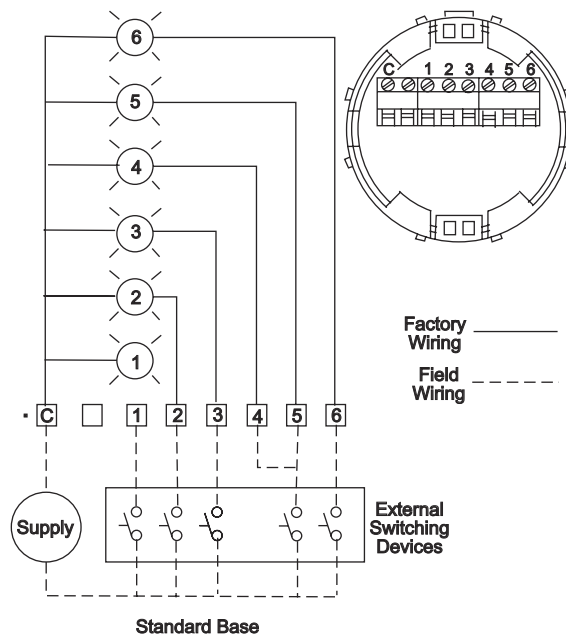 6
5
4
3
2
1
C 1 2 3 4 5 6
Factory
Wiring
Field
Wiring
C 1 2 3 4 5 6
Supply
External
Switching
Devices
Standard Base